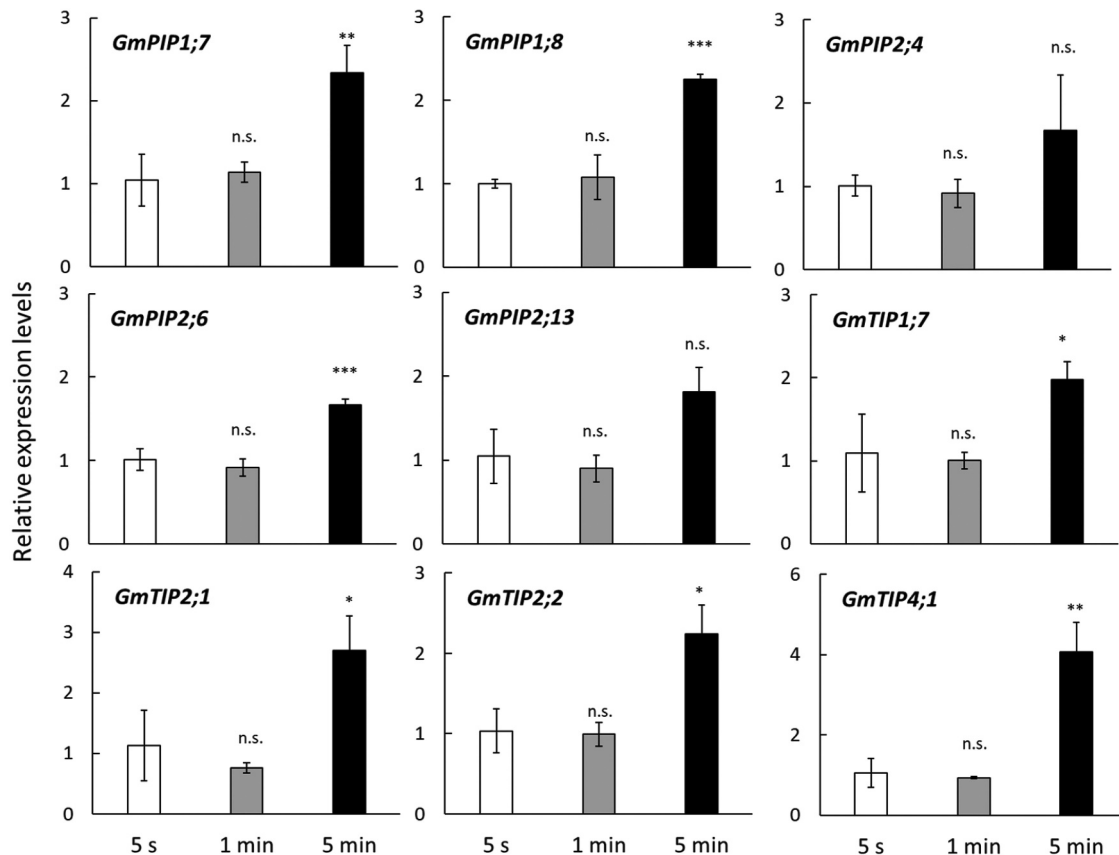 Relative expression levels
GmPIP1;7
3
2
1
0
n.s.
**
GmPIP1;8
3
2
1
0
n.s.
***
GmPIP2;4
3
2
1
0
n.s.
n.s.
GmPIP2;6
3
2
1
0
n.s.
***
GmPIP2;13
3
2
1
0
n.s.
n.s.
GmTIP1;7
3
2
1
0
n.s.
*
GmTIP2;1
4
3
2
1
0
n.s.
*
5 s 1 min 5 min
GmTIP2;2
3
2
1
0
n.s.
*
5 s 1 min 5 min
GmTIP4;1
6
4
2
0
n.s.
**
5 s 1 min 5 min